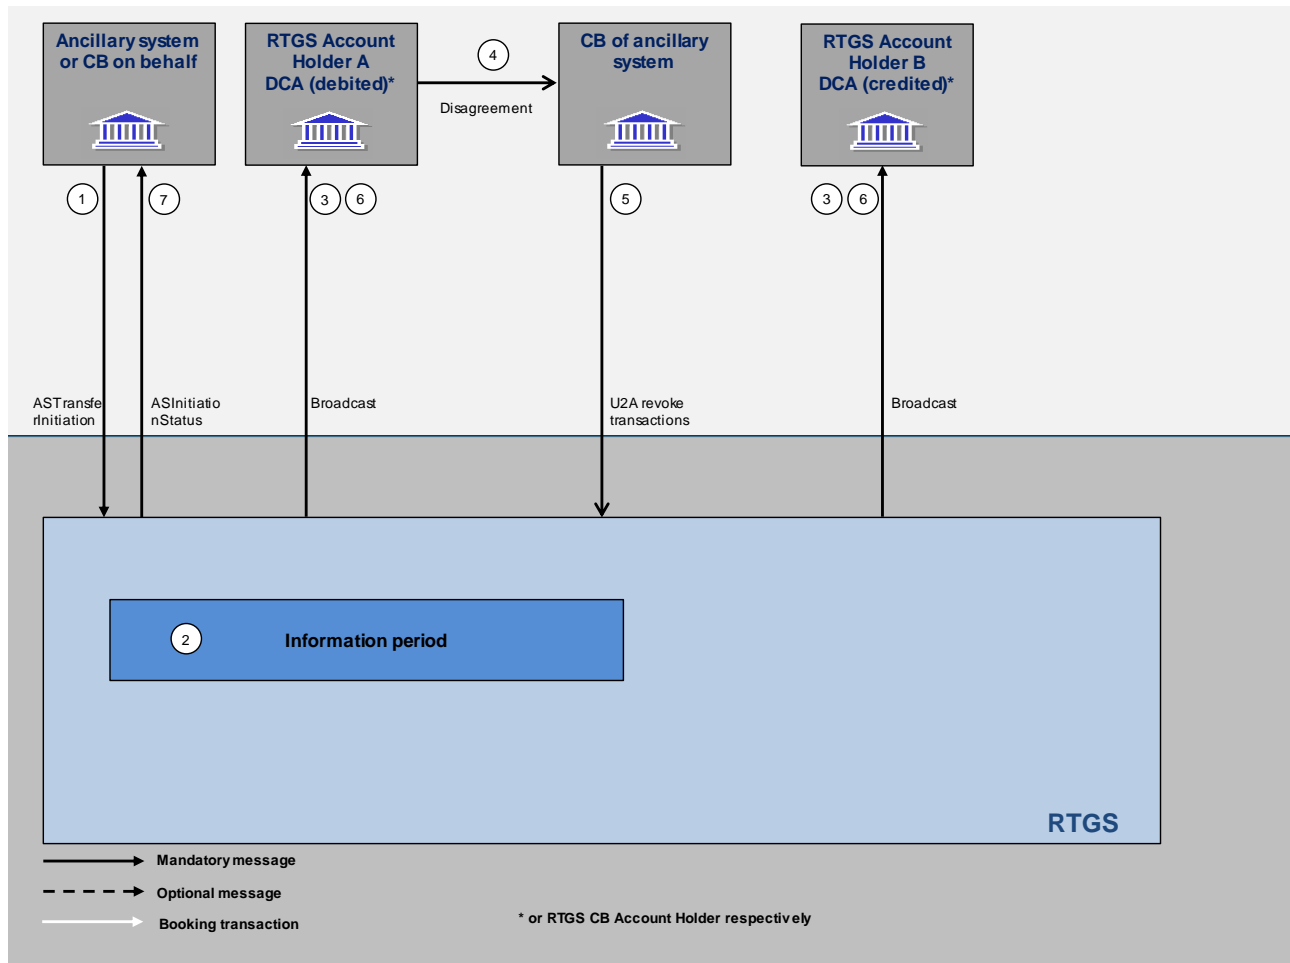 Ancillary system
or CB on behalf
RTGS Account
Holder A
DCA (debited)*
4
Disagreement
CB of ancillary
system
RTGS Account
Holder B
DCA (credited)*
1
7
3
6
5
3
6
ASTransfe
rInitiation
ASInitiatio
nStatus
Broadcast
U2A revoke
transactions
Broadcast
2
Information period
RTGS
Mandatory message
Optional message
Booking transaction
* or RTGS CB Account Holder respectively